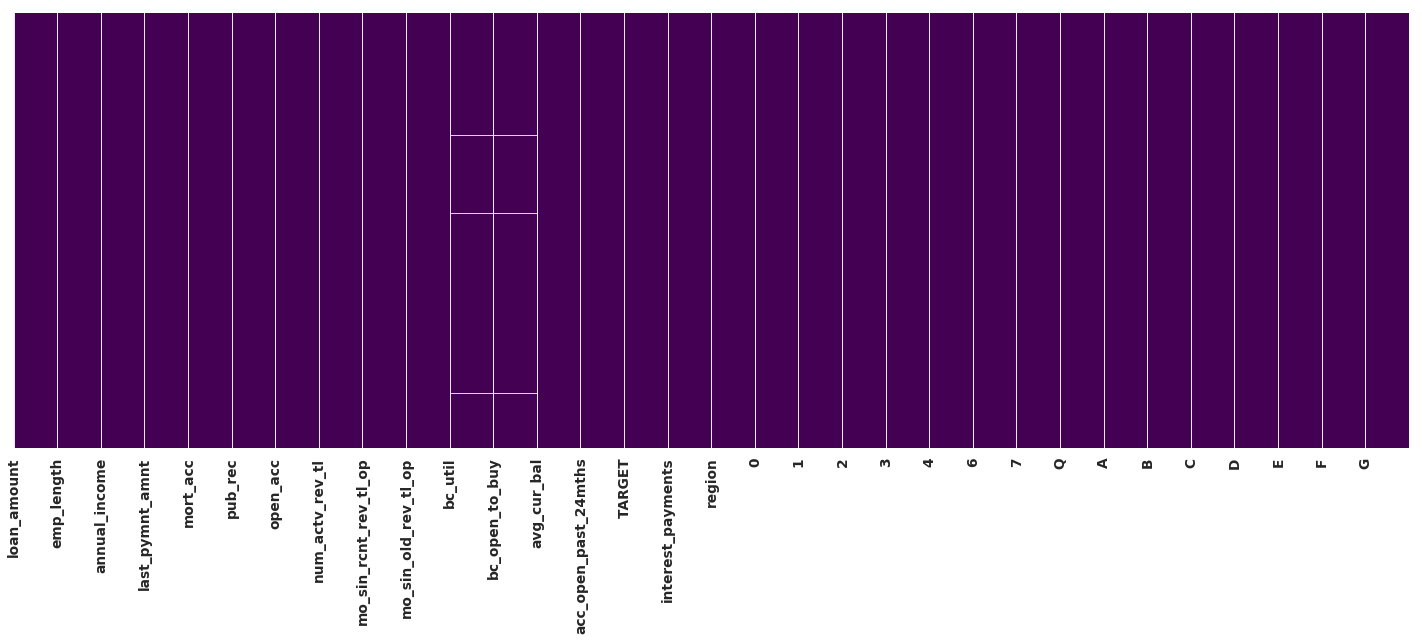 loan_amount
emp_length
annual_income
last_pymnt_amnt
mort_acc
pub_rec
open_acc
num_actv_rev_tl
mo_sin_rcnt_rev_tl_op
mo_sin_old_rev_tl_op
bc_util
bc_open_to_buy
avg_cur_bal
acc_open_past_24mths
TARGET
interest_payments
region
0
1
2
3
4
6
7
Q
A
B
C
D
E
F
G